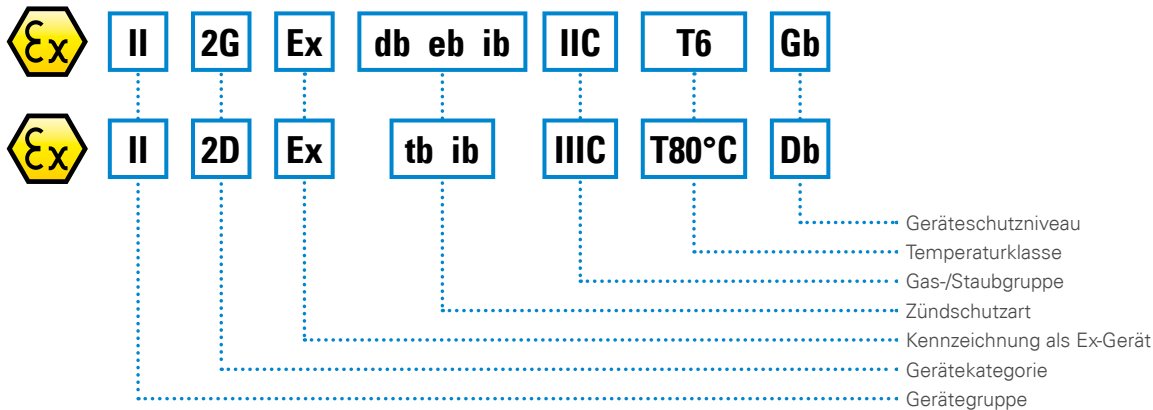 Ex II 2G Ex db eb ib IIC T6 Gb
Ex II 2D Ex tb ib IIIC T80°C Db
Geräteschutzniveau
Temperaturklasse
Gas-/Staubgruppe
Zündschutzart
Kennzeichnung als Ex-Gerät
Gerätekategorie
Gerätegruppe